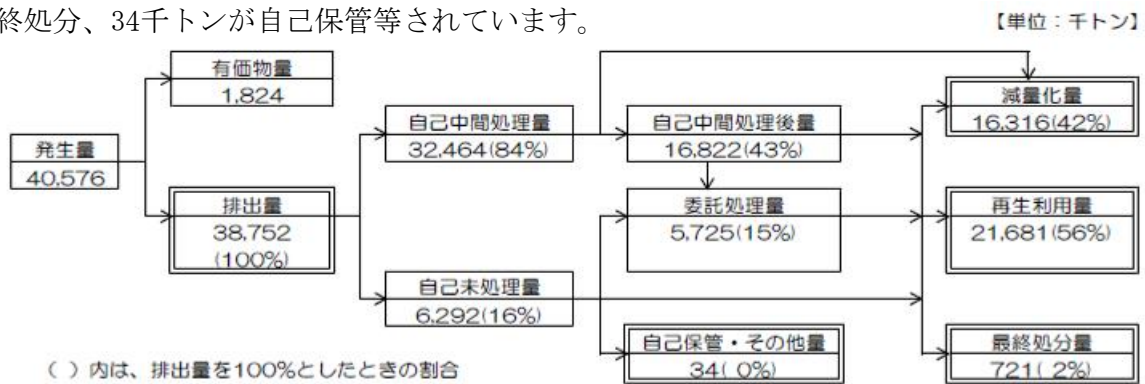 終処分、34千トンが自己保管等されています。
【単位：千トン】
有価物量
1,824
発生量
40,576
排出量
38,752
(100%)
自己中間処理量
32,464(84%)
自己未処理量
6,292(16%)
自己中間処理後量
16,822(43%)
委託処理量
5,725(15%)
自己保管・その他量
34( 0%)
減量化量
16,316(42%)
再生利用量
21,681(56%)
最終処分量
721( 2%)
（ ）内は、排出量を100%としたときの割合